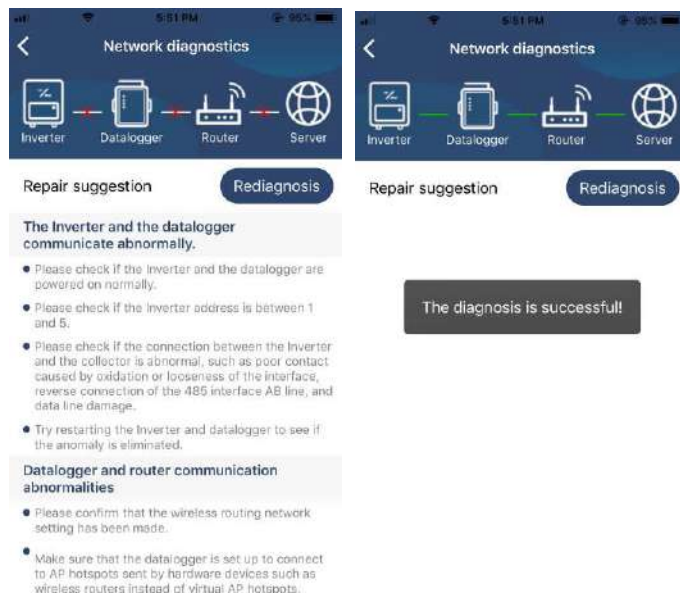 5:51 PM
95%
Network diagnostics
Inverter
Datalogger
Router
Server
Repair suggestion
Rediagnosis
The Inverter and the datalogger
communicate abnormally.
Please check if the Inverter and the datalogger are
powered on normally.
Please check if the Inverter address is between 1
and 5.
Please check if the connection between the Inverter
and the collector is abnormal, such as poor contact
caused by oxidation or looseness of the interface,
reverse connection of the 485 interface AB line, and
data line damage.
Try restarting the Inverter and datalogger to see if
the anomaly is eliminated.
Datalogger and router communication
abnormalities
Please confirm that the wireless routing network
setting has been made.
Make sure that the datalogger is set up to connect
to AP hotspots sent by hardware devices such as
wireless routers instead of virtual AP hotspots.
5:51 PM
95%
Network diagnostics
Inverter
Datalogger
Router
Server
Repair suggestion
Rediagnosis
The diagnosis is successful!